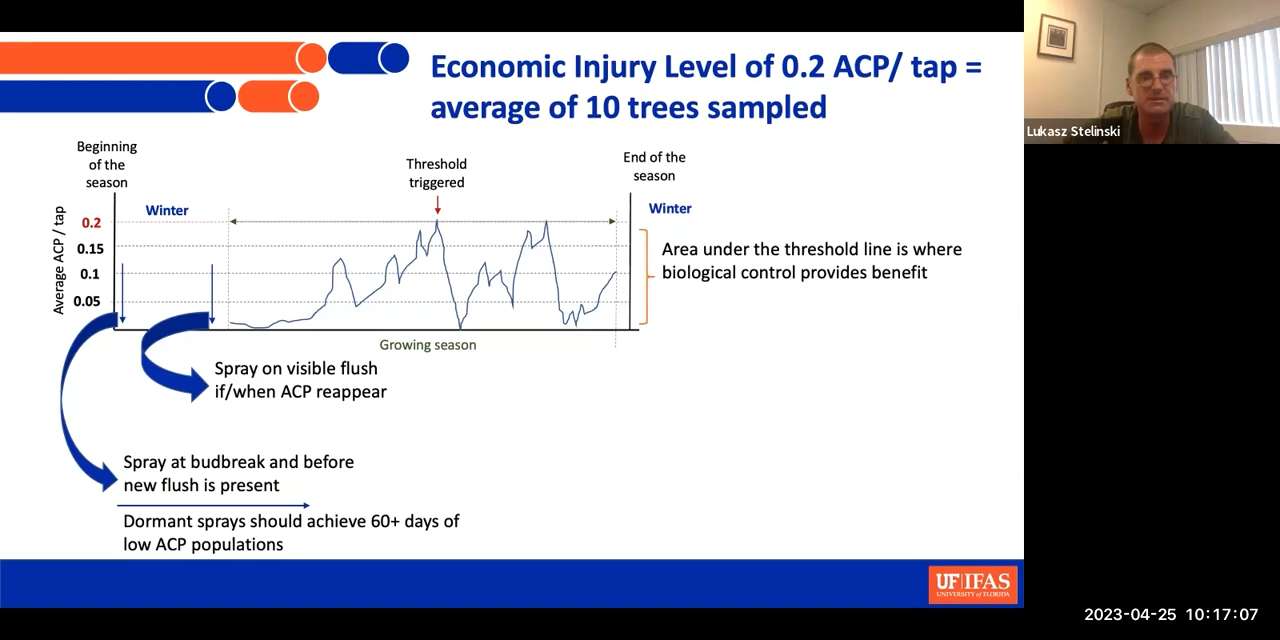 Economic Injury Level of 0.2 ACP/ tap =
average of 10 trees sampled
Lukasz Stelinski
Beginning
of the
season
Threshold
triggered
End of the
season
Winter
Winter
Average ACP / tap
0.2
0.15
0.1
0.05
Area under the threshold line is where
biological control provides benefit
Growing season
Spray on visible flush
if/when ACP reappear
Spray at budbreak and before
new flush is present
Dormant sprays should achieve 60+ days of
low ACP populations
UF|IFAS
UNIVERSITY of FLORIDA
2023-04-25 10:17:07